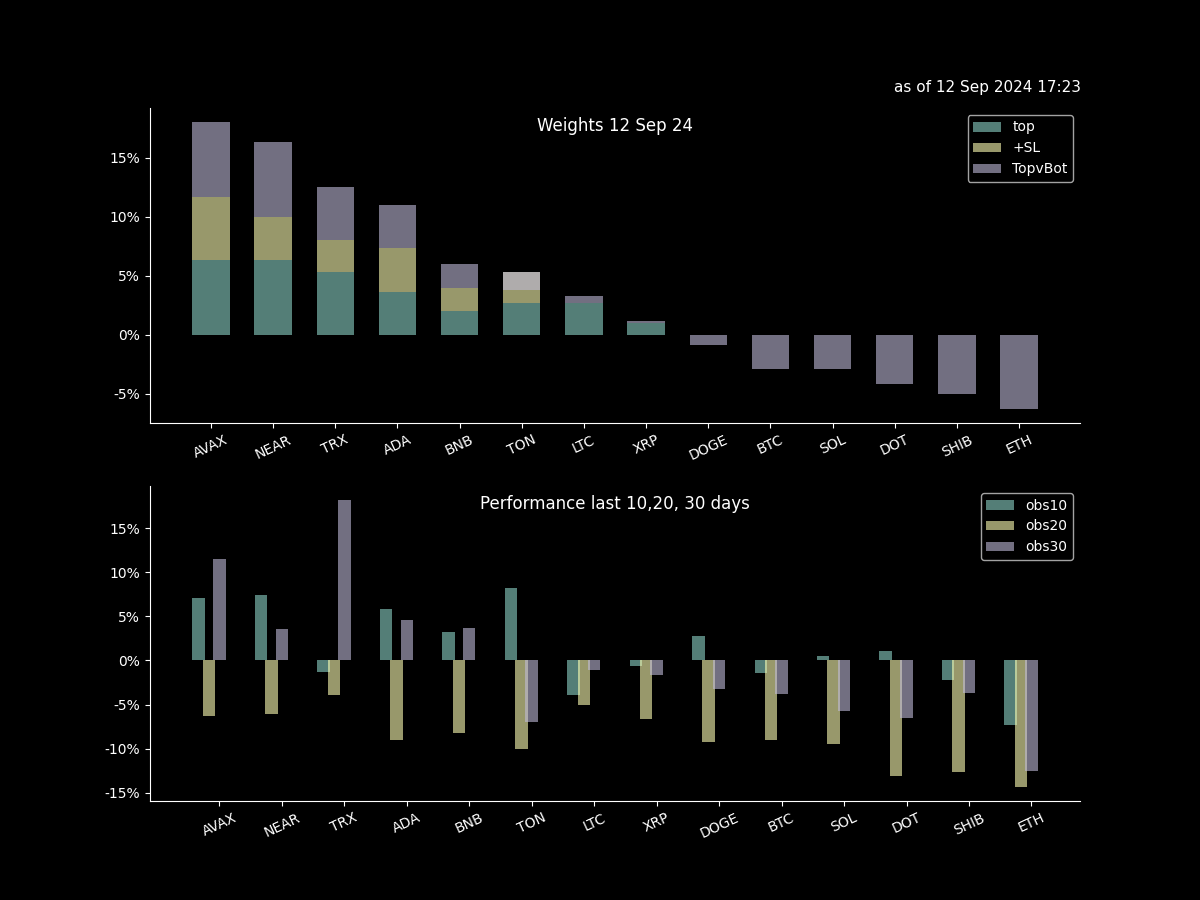 as of 12 Sep 2024 17:23
Weights 12 Sep 24
top
+SL
TopvBot
15%
10%
5%
0%
-5%
AVAX NEAR TRX ADA BNB TON LTC XRP DOGE BTC SOL DOT SHIB ETH
Performance last 10,20, 30 days
obs10
obs20
obs30
15%
10%
5%
0%
-5%
-10%
-15%
AVAX NEAR TRX ADA BNB TON LTC XRP DOGE BTC SOL DOT SHIB ETH